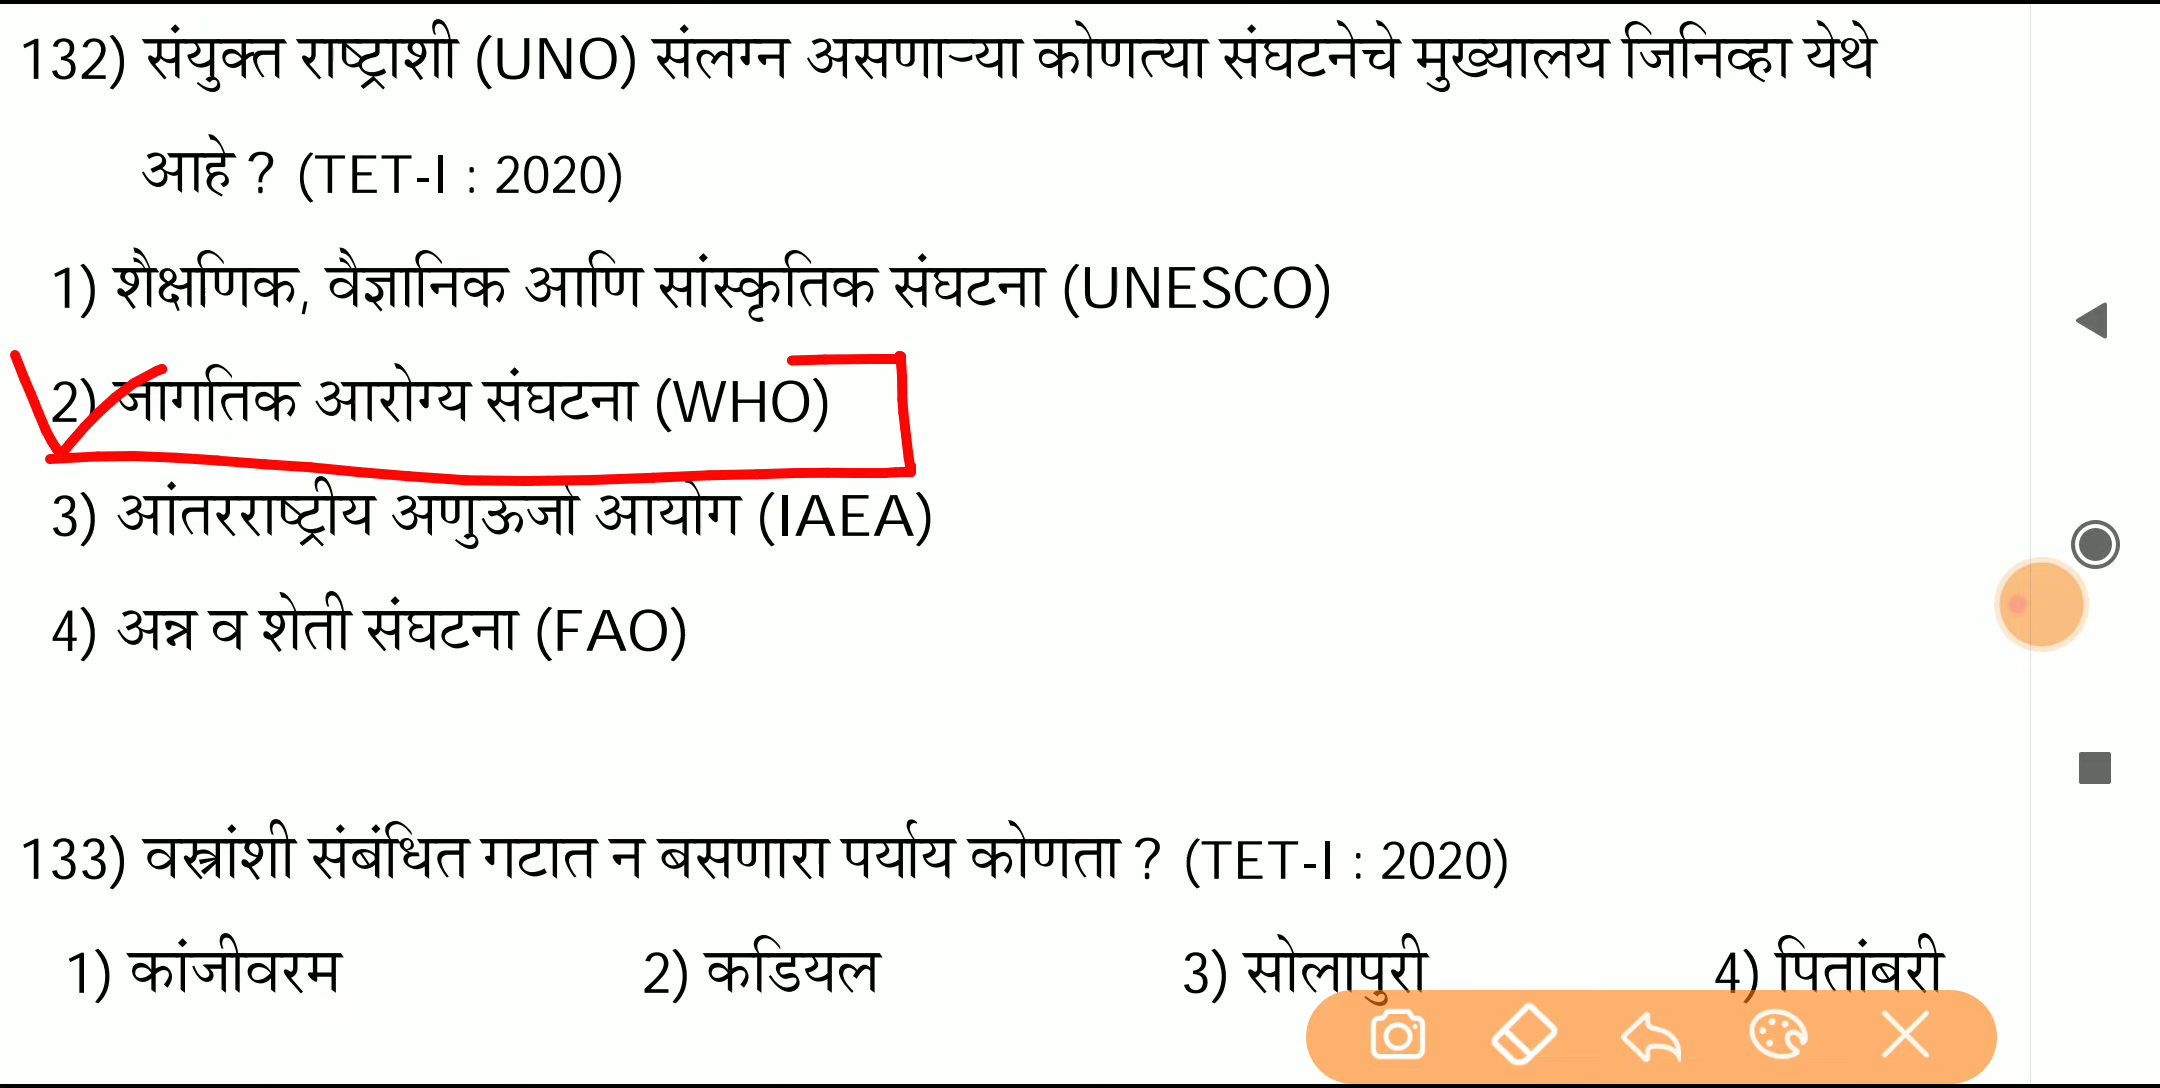 132) संयुक्त राष्ट्राशी (UNO) संलग्न असणाऱ्या कोणत्या संघटनेचे मुख्यालय जिनिव्हा येथे
आहे ? (TET-I : 2020)
1) शैक्षणिक, वैज्ञानिक आणि सांस्कृतिक संघटना (UNESCO)
2) जागतिक आरोग्य संघटना (WHO)
3) आंतरराष्ट्रीय अणुऊर्जा आयोग (IAEA)
4) अन्न व शेती संघटना (FAO)
133) वस्त्रांशी संबंधित गटात न बसणारा पर्याय कोणता ? (TET-I : 2020)
1) कांजीवरम 2) कडियल 3) सोलापुरी 4) पितांबरी